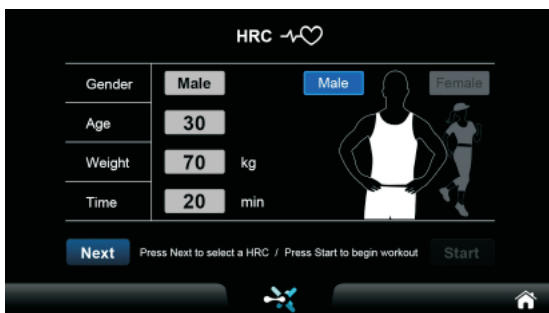 HRC
Gender Male Male Female
Age 30
Weight 70 kg
Time 20 min
Next Press Next to select a HRC / Press Start to begin workout Start